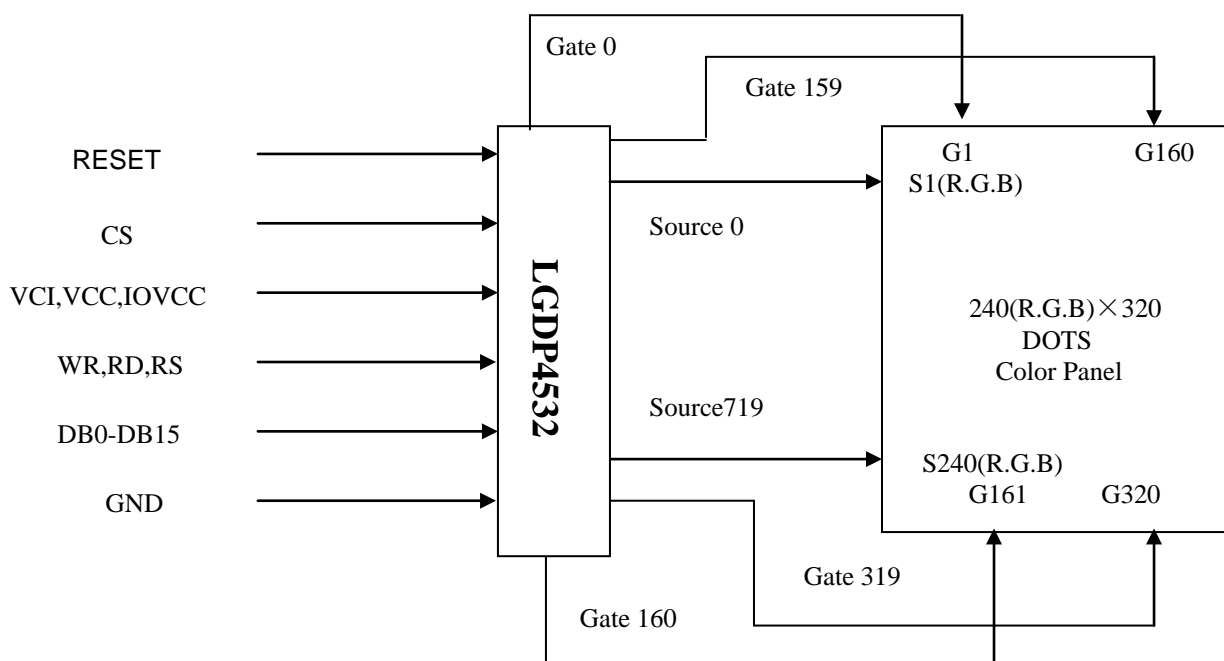 Gate 0
Gate 159
RESET
CS
VCI,VCC,IOVCC
WR,RD,RS
DB0-DB15
GND
LGDP4532
Source 0
Source719
G1
G160
S1(R.G.B)
240(R.G.B)×320
DOTS
Color Panel
S240(R.G.B)
G161
G320
Gate 319
Gate 160